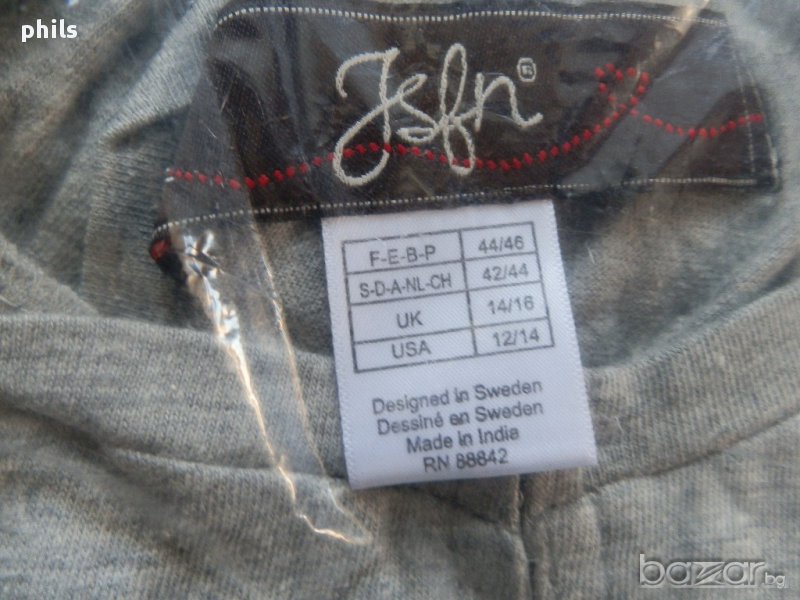 phils
Jsfn®
F-E-B-P 44/46
S-D-A-NL-CH 42/44
UK 14/16
USA 12/14
Designed in Sweden
Dessiné en Sweden
Made in India
RN 88842
bazar.bg